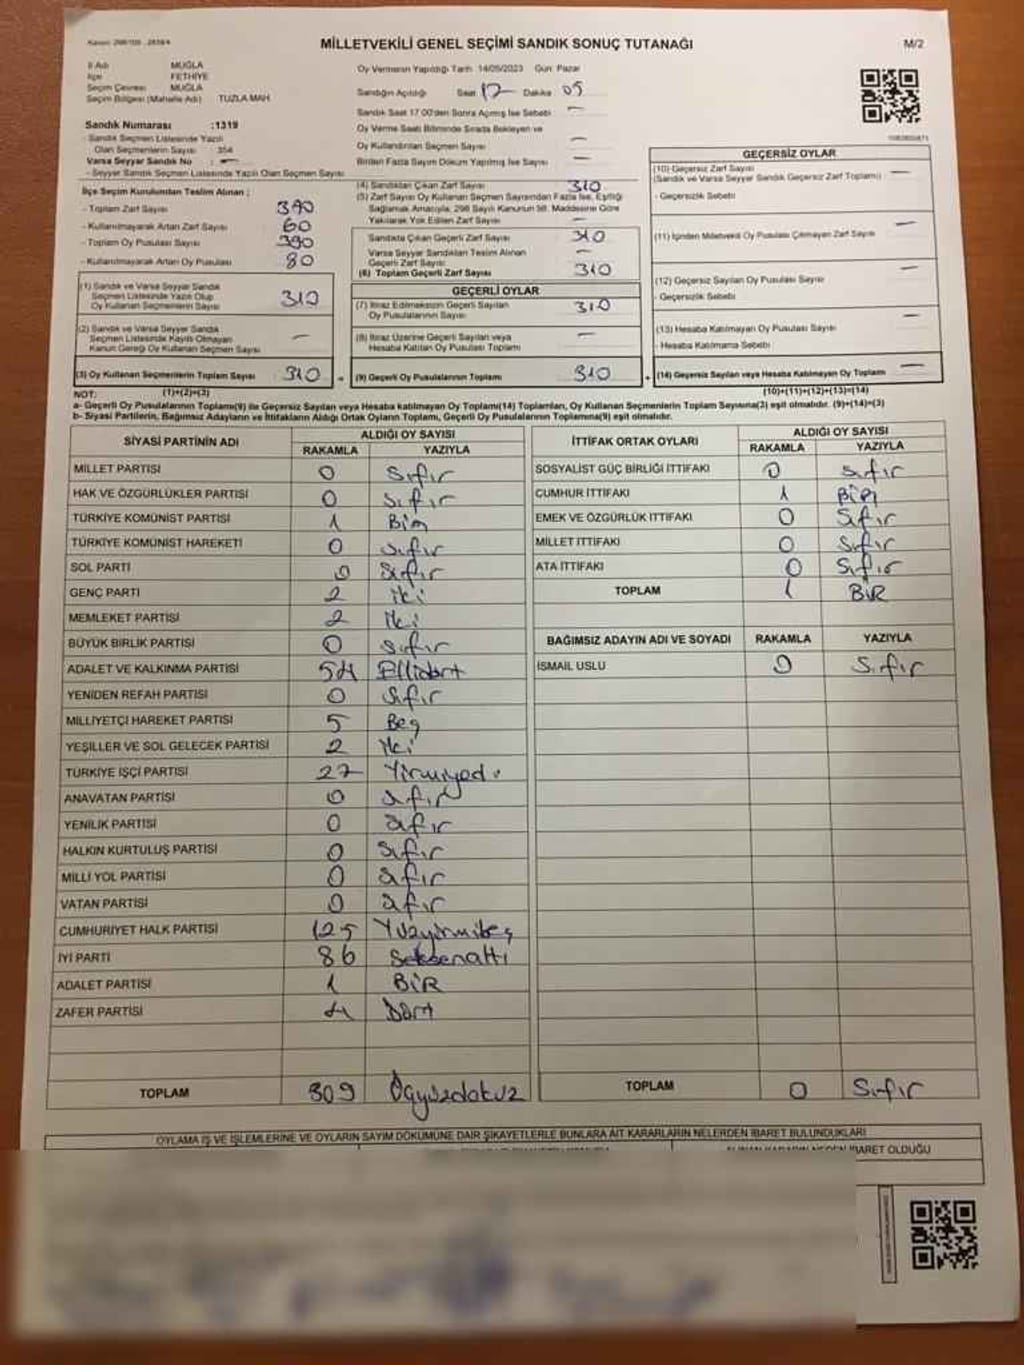 MİLLETVEKİLİ GENEL SEÇİMİ SANDIK SONUÇ TUTANAĞI
M/2
İl Adı MUĞLA
İlçe FETHİYE
Seçim Çevresi MUĞLA
Seçim Bölgesi (Mahalle Adı) TUZLA MAH
Sandık Numarası :1319
- Sandık Seçmen Listesinde Yazılı
Olan Seçmenlerin Sayısı : 354
Varsa Seyyar Sandık No : —
- Seyyar Sandık Seçmen Listesinde Yazılı Olan Seçmen Sayısı
Oy Vermenin Yapıldığı Tarih 14/05/2023 Gün Pazar
Sandığın Açıldığı Saat 17 Dakika 05
Sandık Saat 17.00'den Sonra Açılmış İse Sebebi —
Oy Verme Saati Bitiminde Sırada Bekleyen ve
Oy Kullandırılan Seçmen Sayısı —
Birden Fazla Sayım Döküm Yapılmış İse Sayısı —
İlçe Seçim Kurulundan Teslim Alınan ;
- Toplam Zarf Sayısı 390
- Kullanılmayarak Artan Zarf Sayısı 60
- Toplam Oy Pusulası Sayısı 390
- Kullanılmayarak Artan Oy Pusulası 80
(1) Sandık ve Varsa Seyyar Sandık
Seçmen Listesinde Yazılı Olup
Oy Kullanan Seçmenlerin Sayısı 310
(2) Sandık ve Varsa Seyyar Sandık
Seçmen Listesinde Kayıtlı Olmayan
Kanun Gereği Oy Kullanan Seçmen Sayısı —
(3) Oy Kullanan Seçmenlerin Toplam Sayısı 310
(1)+(2)=(3)
(4) Sandıktan Çıkan Zarf Sayısı 310
(5) Zarf Sayısı Oy Kullanan Seçmen Sayısından Fazla İse, Eşitliği
Sağlamak Amacıyla, 298 Sayılı Kanunun 98. Maddesine Göre
Yakılarak Yok Edilen Zarf Sayısı —
Sandıkta Çıkan Geçerli Zarf Sayısı 310
Varsa Seyyar Sandıktan Teslim Alınan
Geçerli Zarf Sayısı —
(6) Toplam Geçerli Zarf Sayısı 310
GEÇERLİ OYLAR
(7) İtiraz Edilmeksizin Geçerli Sayılan
Oy Pusulalarının Sayısı 310
(8) İtiraz Üzerine Geçerli Sayılan veya
Hesaba Katılan Oy Pusulası Toplamı —
(9) Geçerli Oy Pusulalarının Toplamı 310
GEÇERSİZ OYLAR
(10) Geçersiz Zarf Sayısı —
(Sandık ve Varsa Seyyar Sandık Geçersiz Zarf Toplamı)
- Geçersizlik Sebebi
(11) İçinden Milletvekili Oy Pusulası Çıkmayan Zarf Sayısı —
(12) Geçersiz Sayılan Oy Pusulası Sayısı —
- Geçersizlik Sebebi
(13) Hesaba Katılmayan Oy Pusulası Sayısı —
- Hesaba Katılmama Sebebi
(14) Geçersiz Sayılan veya Hesaba Katılmayan Oy Toplamı —
(10)+(11)+(12)+(13)=(14)
NOT:
a- Geçerli Oy Pusulalarının Toplamı(9) ile Geçersiz Sayılan veya Hesaba katılmayan Oy Toplamı(14) Toplamları, Oy Kullanan Seçmenlerin Toplam Sayısına(3) eşit olmalıdır. (9)+(14)=(3)
b- Siyasi Partilerin, Bağımsız Adayların ve İttifakların Aldığı Ortak Oyların Toplamı, Geçerli Oy Pusulalarının Toplamına(9) eşit olmalıdır.
SİYASİ PARTİNİN ADI ALDIĞI OY SAYISI
RAKAMLA YAZIYLA
MİLLET PARTİSİ 0 Sıfır
HAK VE ÖZGÜRLÜKLER PARTİSİ 0 Sıfır
TÜRKİYE KOMÜNİST PARTİSİ 1 Bir
TÜRKİYE KOMÜNİST HAREKETİ 0 Sıfır
SOL PARTİ 0 Sıfır
GENÇ PARTİ 2 iki
MEMLEKET PARTİSİ 2 iki
BÜYÜK BİRLİK PARTİSİ 0 Sıfır
ADALET VE KALKINMA PARTİSİ 54 Ellidört
YENİDEN REFAH PARTİSİ 0 Sıfır
MİLLİYETÇİ HAREKET PARTİSİ 5 Beş
YEŞİLLER VE SOL GELECEK PARTİSİ 2 iki
TÜRKİYE İŞÇİ PARTİSİ 27 Yirmiyedi
ANAVATAN PARTİSİ 0 Sıfır
YENİLİK PARTİSİ 0 Sıfır
HALKIN KURTULUŞ PARTİSİ 0 Sıfır
MİLLİ YOL PARTİSİ 0 Sıfır
VATAN PARTİSİ 0 Sıfır
CUMHURİYET HALK PARTİSİ 125 Yüzyirmibeş
İYİ PARTİ 86 Seksenaltı
ADALET PARTİSİ 1 BİR
ZAFER PARTİSİ 4 Dört
TOPLAM 309 Üçyüzdokuz
İTTİFAK ORTAK OYLARI ALDIĞI OY SAYISI
RAKAMLA YAZIYLA
SOSYALİST GÜÇ BİRLİĞİ İTTİFAKI 0 Sıfır
CUMHUR İTTİFAKI 1 BİR
EMEK VE ÖZGÜRLÜK İTTİFAKI 0 Sıfır
MİLLET İTTİFAKI 0 Sıfır
ATA İTTİFAKI 0 Sıfır
TOPLAM 1 BİR
BAĞIMSIZ ADAYIN ADI VE SOYADI RAKAMLA YAZIYLA
İSMAİL USLU 0 Sıfır
TOPLAM 0 Sıfır
OYLAMA İŞ VE İŞLEMLERİNE VE OYLARIN SAYIM DÖKÜMÜNE DAİR ŞİKAYETLERLE BUNLARA AİT KARARLARIN NELERDEN İBARET BULUNDUKLARI
İBARET OLDUĞU